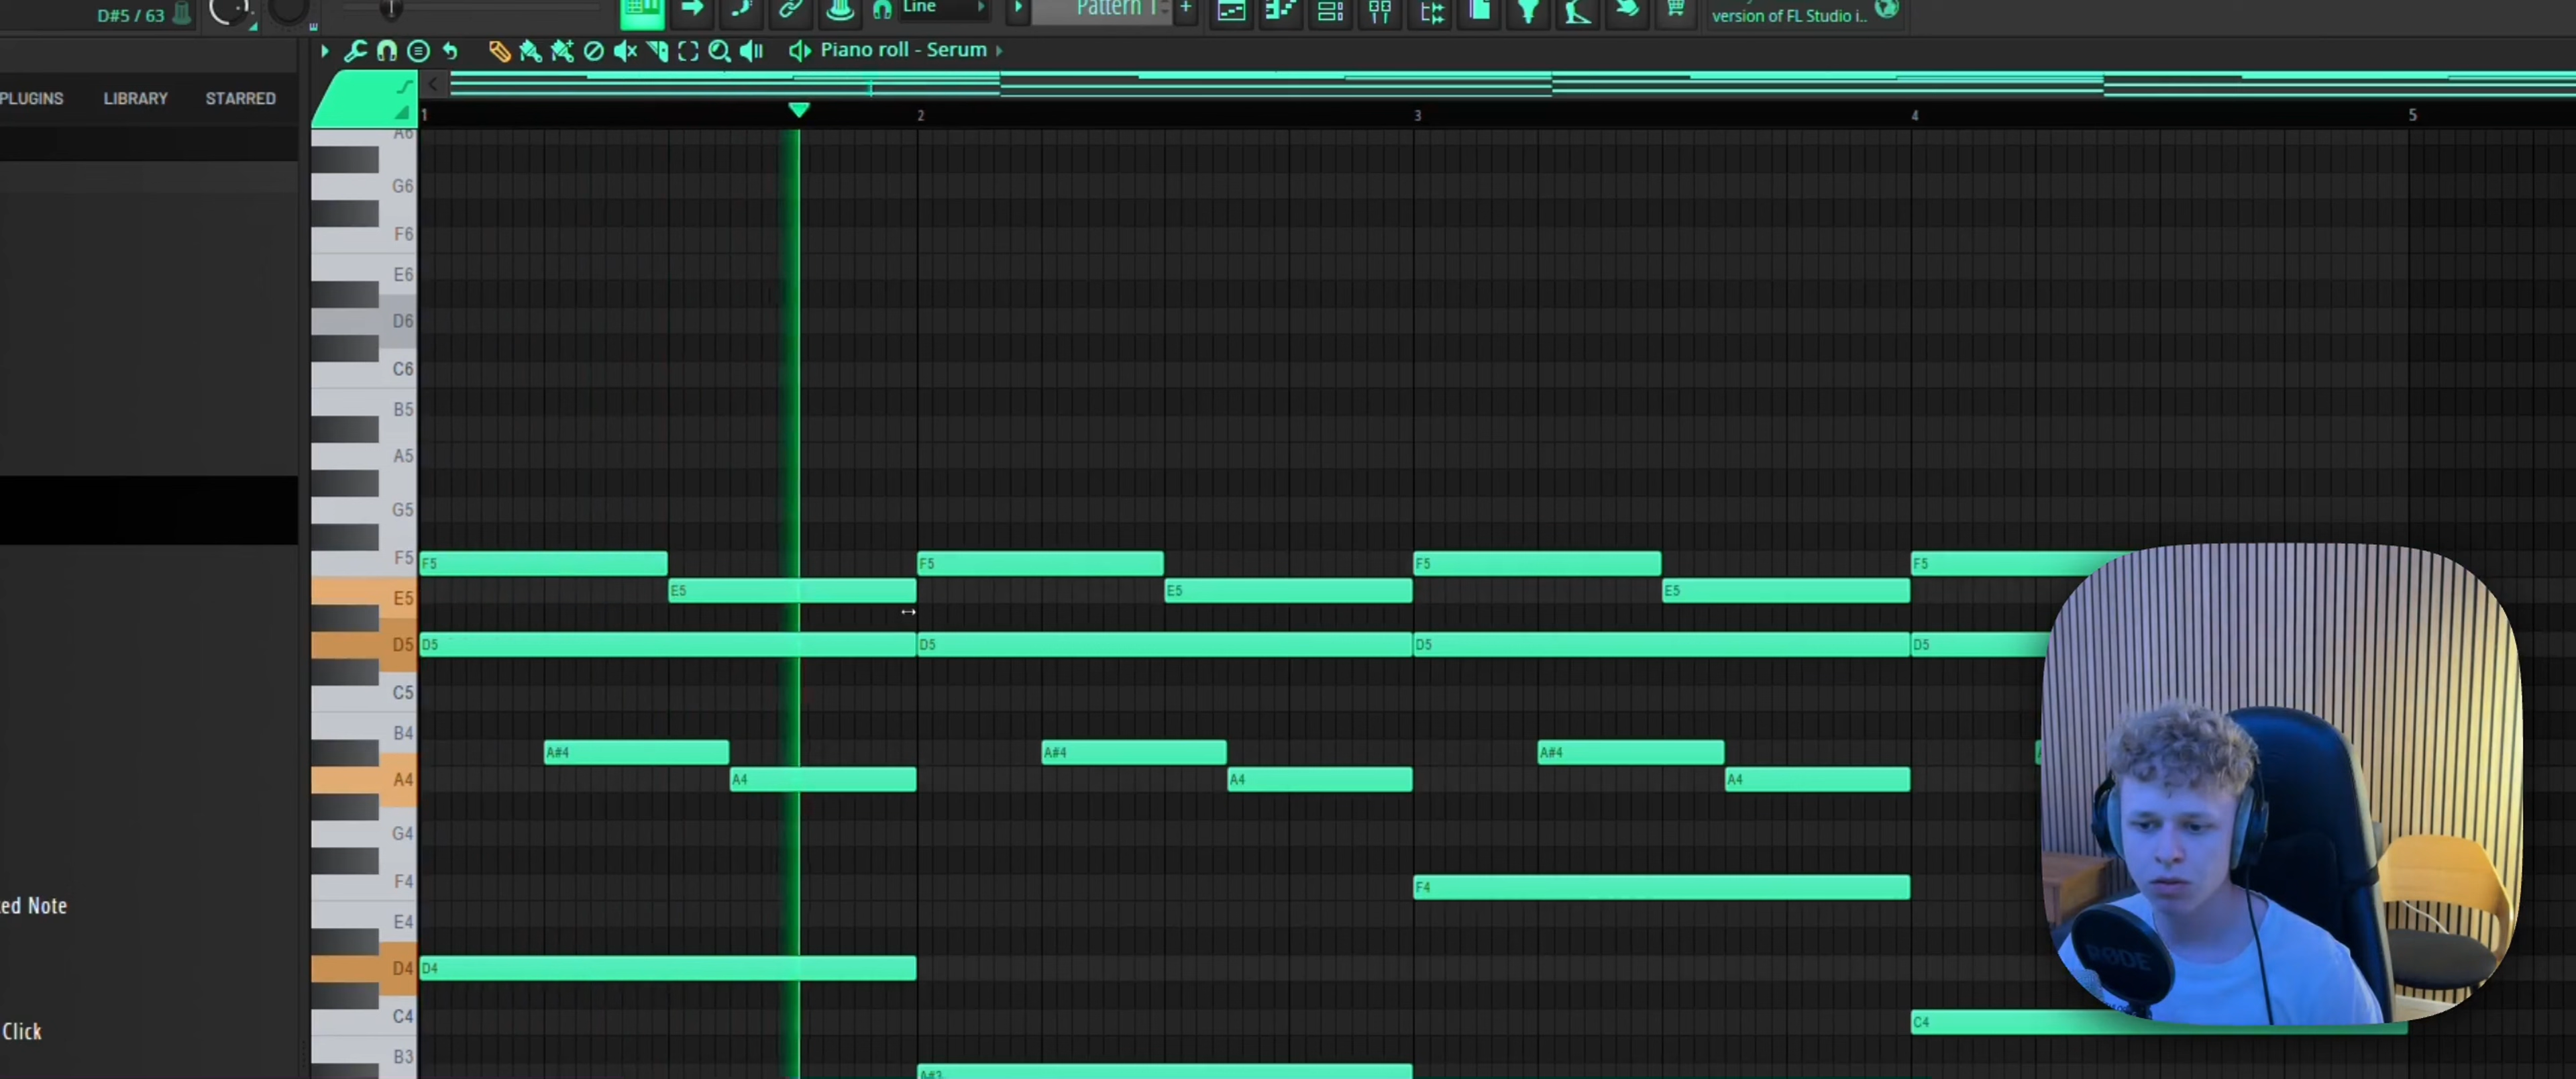 D#5 / 63
Line
Pattern 1
+
version of FL Studio i..
Piano roll - Serum
PLUGINS LIBRARY STARRED
1 2 3 4 5
A6
G6
F6
E6
D6
C6
B5
A5
G5
F5 F5 F5 F5 F5
E5 E5 E5 E5
D5 D5 D5 D5 D5
C5
B4
A#4 A#4 A#4
A4 A4 A4 A4
G4
F4 F4
E4
D4 D4
C4 C4
B3
A#3
ed Note
Click
RØDE